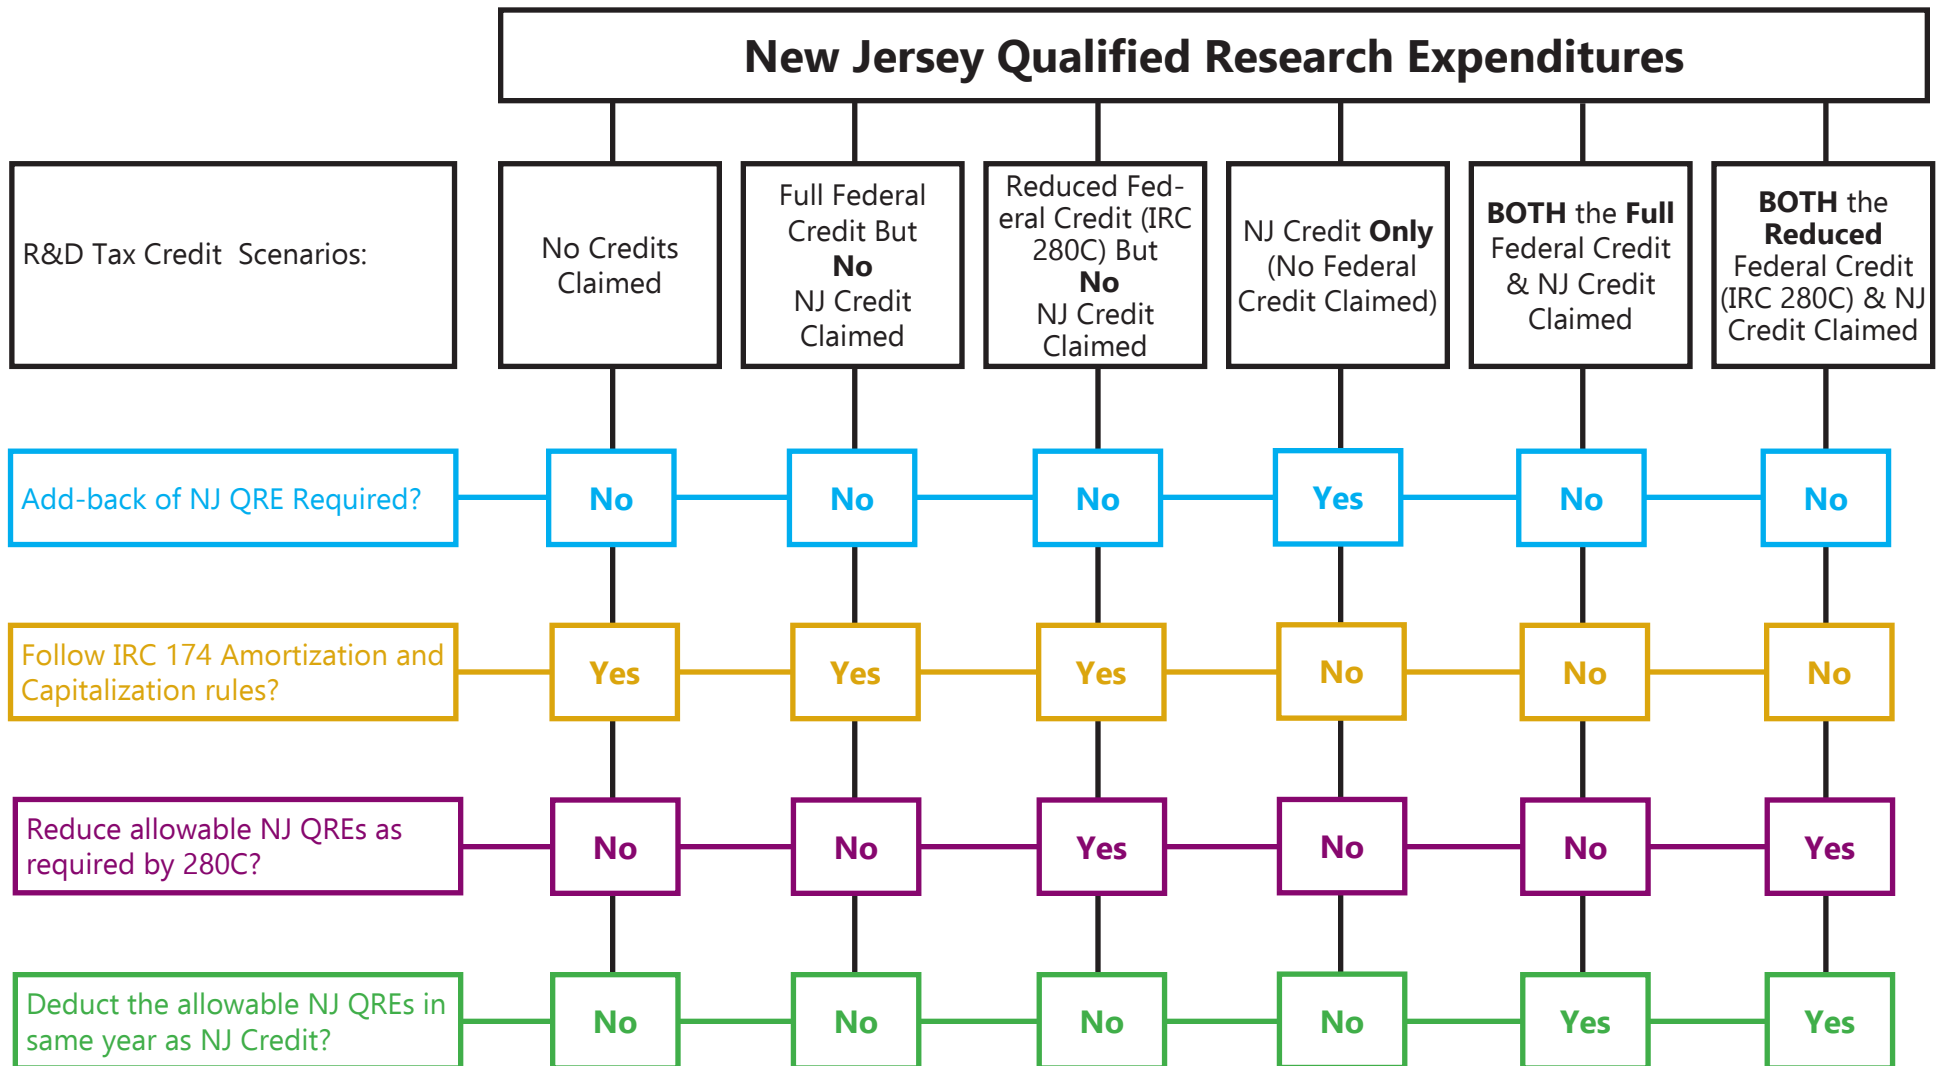 New Jersey Qualified Research Expenditures
R&D Tax Credit  Scenarios:
No Credits
Claimed
Full Federal
Credit But
No
NJ Credit
Claimed
Reduced Fed-
eral Credit (IRC
280C) But
No
NJ Credit
Claimed
NJ Credit Only
(No Federal
Credit Claimed)
BOTH the Full
Federal Credit
& NJ Credit
Claimed
BOTH the
Reduced
Federal Credit
(IRC 280C) & NJ
Credit Claimed
Add-back of NJ QRE Required?
No
No
No
Yes
No
No
Follow IRC 174 Amortization and
Capitalization rules?
Yes
Yes
Yes
No
No
No
Reduce allowable NJ QREs as
required by 280C?
No
No
Yes
No
No
Yes
Deduct the allowable NJ QREs in
same year as NJ Credit?
No
No
No
No
Yes
Yes